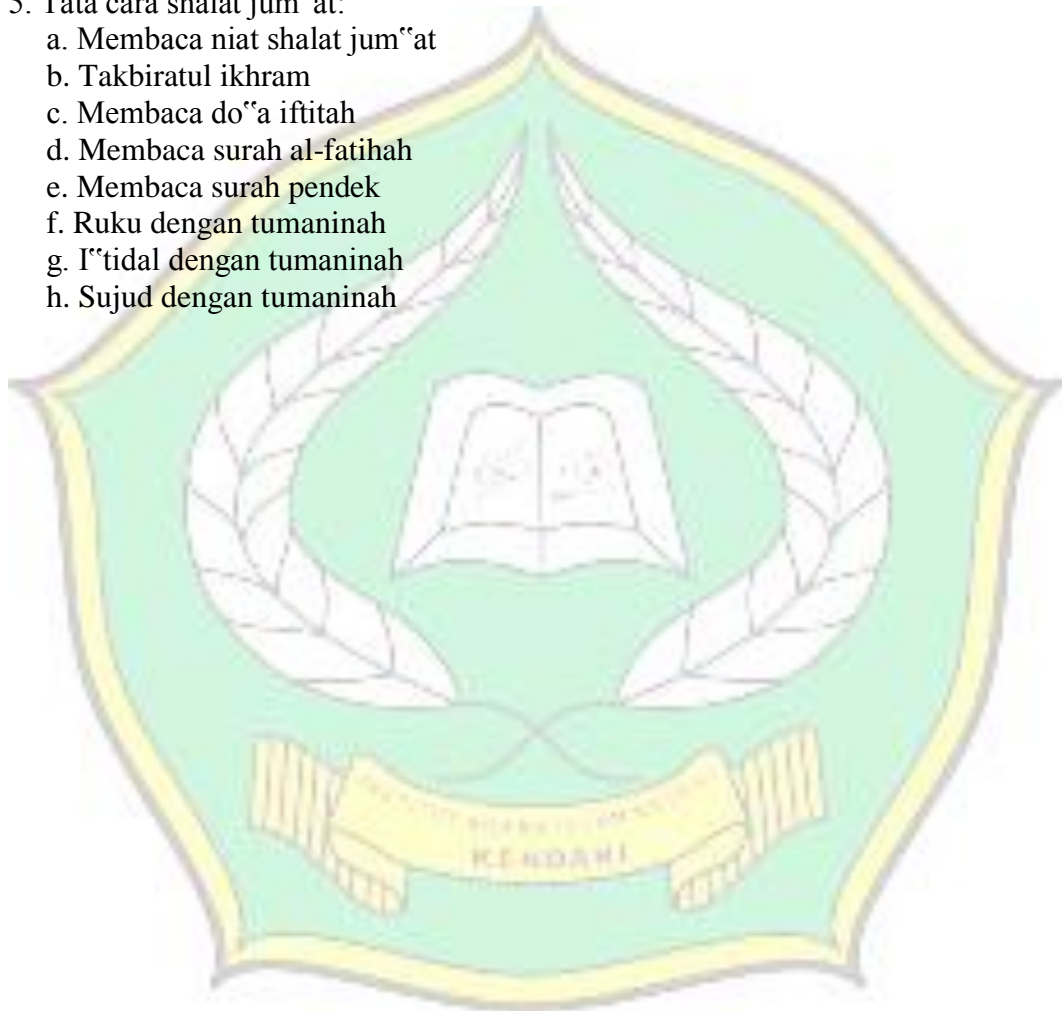 5. Tata cara shalat jum‟at:
a. Membaca niat shalat jum‟at
b. Takbiratul ikhram
c. Membaca do‟a iftitah
d. Membaca surah al-fatihah
e. Membaca surah pendek
f. Ruku dengan tumaninah
g. I‟tidal dengan tumaninah
h. Sujud dengan tumaninah
KENDARI